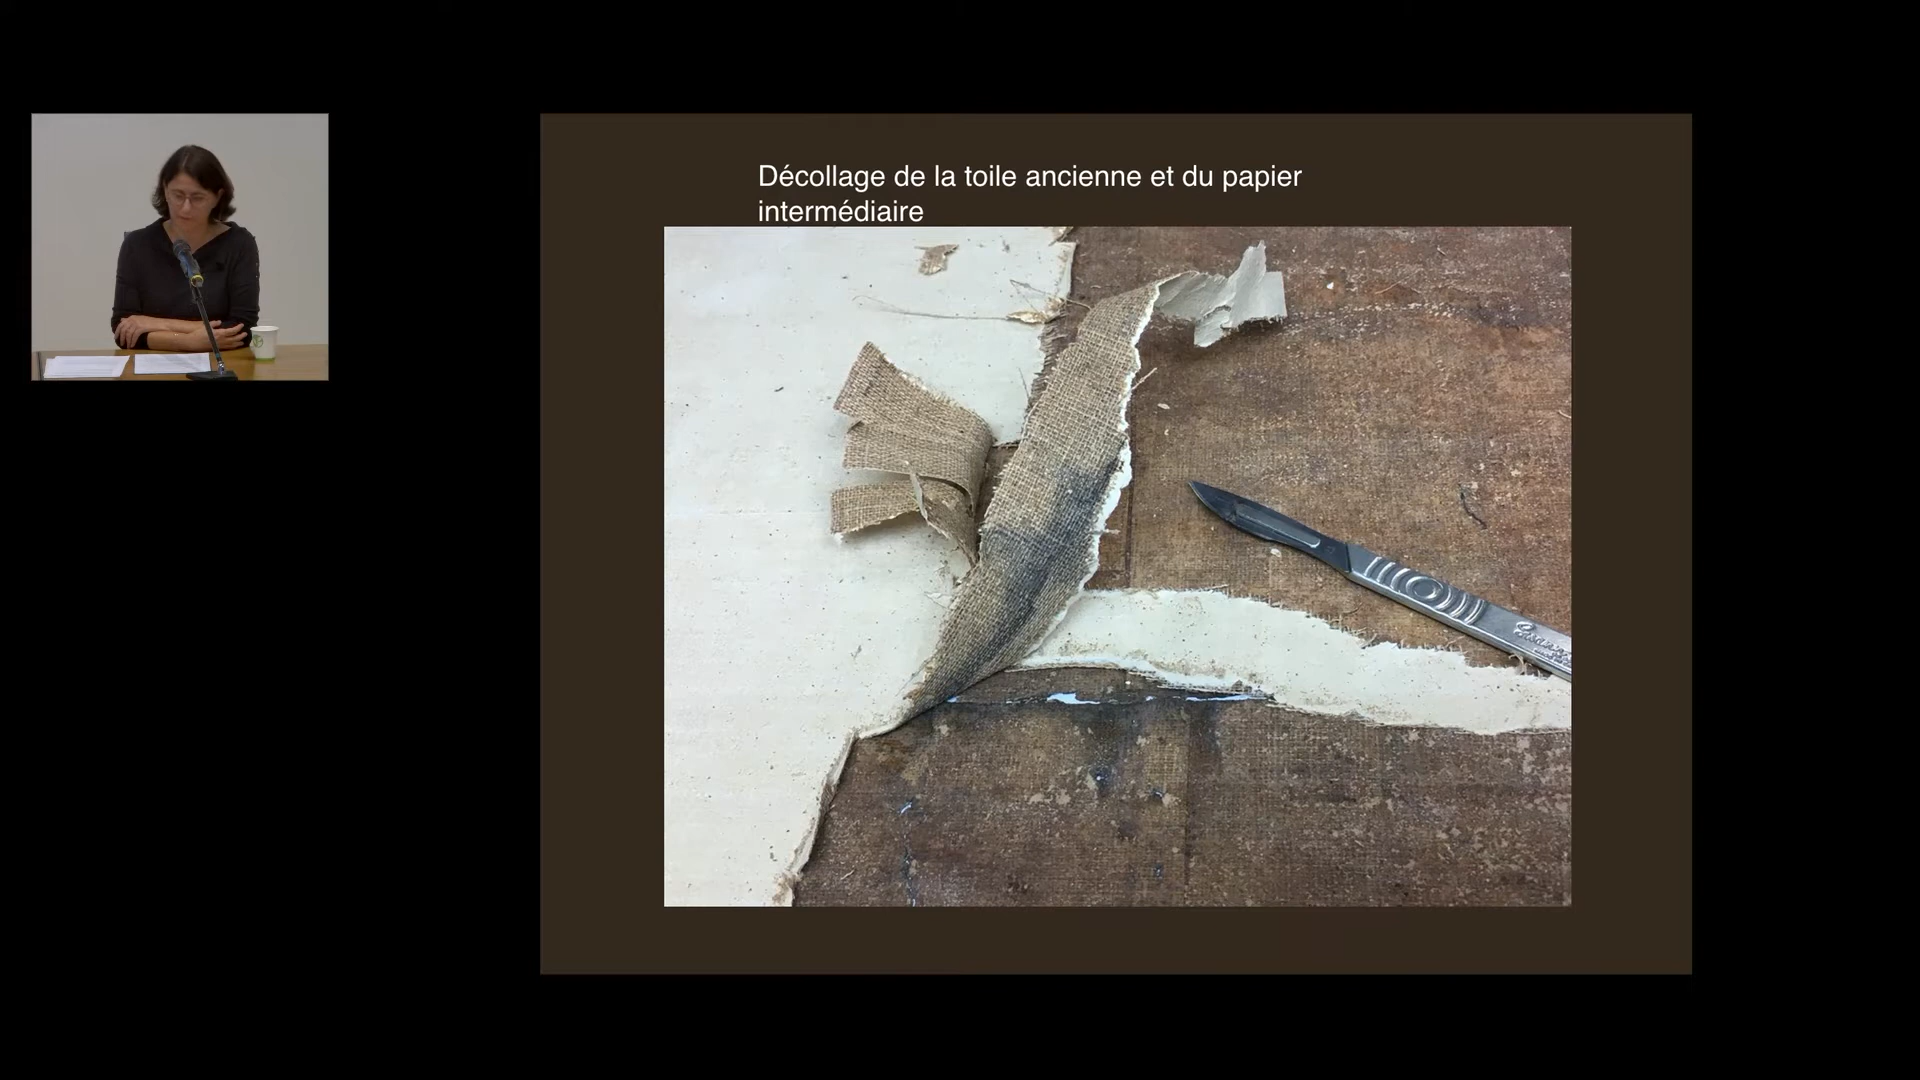 Décollage de la toile ancienne et du papier
intermédiaire